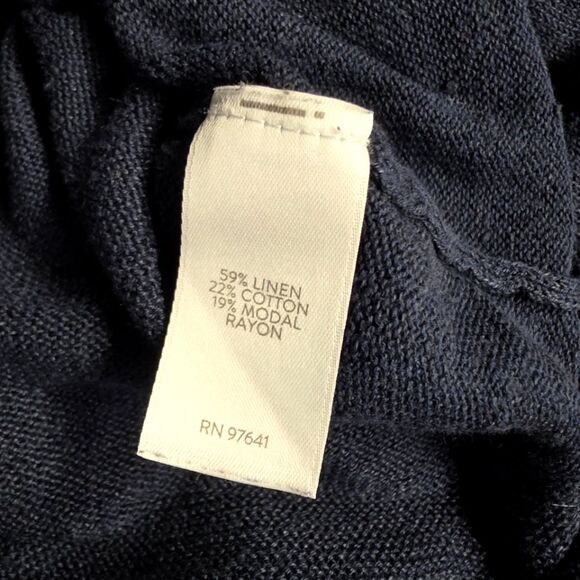 59% LINEN
22% COTTON
19% MODAL
RAYON
RN 97641